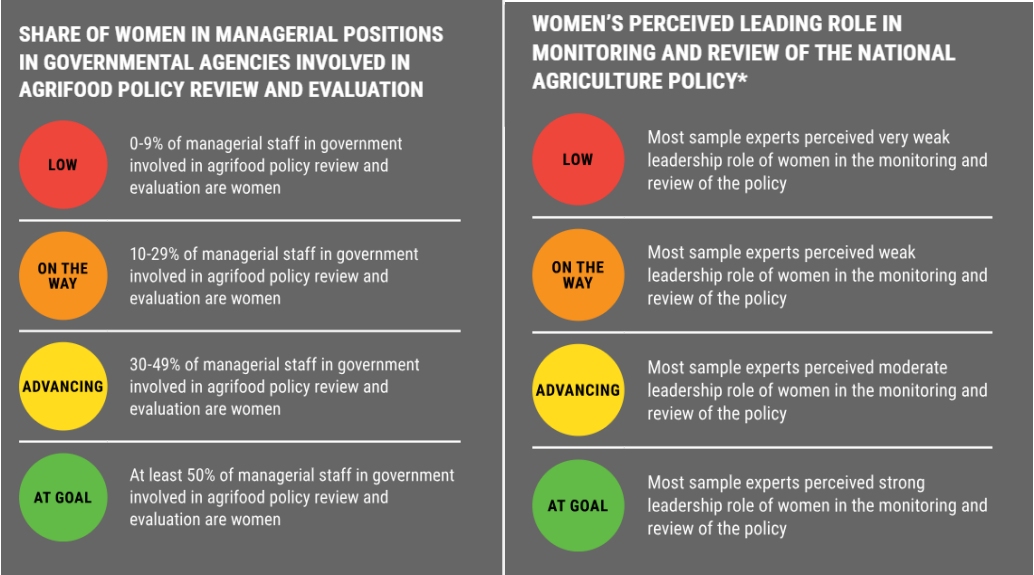 SHARE OF WOMEN IN MANAGERIAL POSITIONS
IN GOVERNMENTAL AGENCIES INVOLVED IN
AGRIFOOD POLICY REVIEW AND EVALUATION
LOW
0-9% of managerial staff in government
involved in agrifood policy review and
evaluation are women
ON THE
WAY
10-29% of managerial staff in government
involved in agrifood policy review and
evaluation are women
ADVANCING
30-49% of managerial staff in government
involved in agrifood policy review and
evaluation are women
AT GOAL
At least 50% of managerial staff in government
involved in agrifood policy review and
evaluation are women
WOMEN’S PERCEIVED LEADING ROLE IN
MONITORING AND REVIEW OF THE NATIONAL
AGRICULTURE POLICY*
LOW
Most sample experts perceived very weak
leadership role of women in the monitoring and
review of the policy
ON THE
WAY
Most sample experts perceived weak
leadership role of women in the monitoring and
review of the policy
ADVANCING
Most sample experts perceived moderate
leadership role of women in the monitoring and
review of the policy
AT GOAL
Most sample experts perceived strong
leadership role of women in the monitoring and
review of the policy